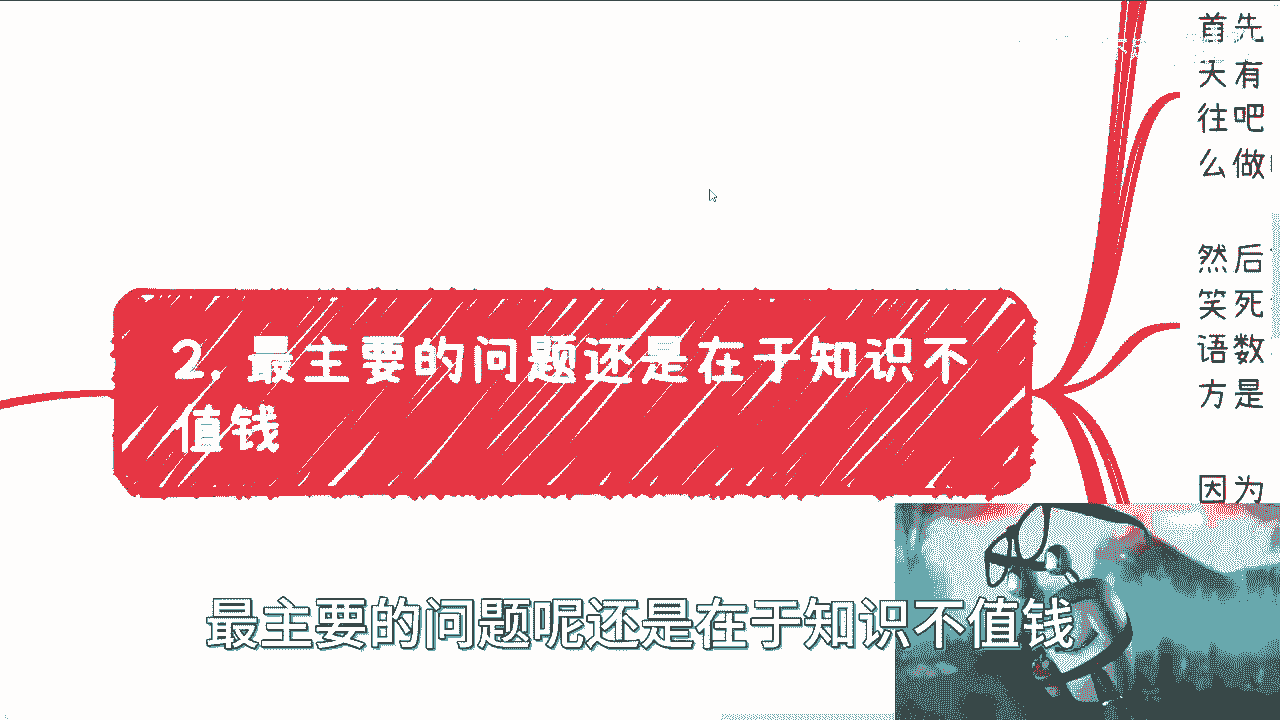 首先
天有
往吧
么做
然后
笑死
语数
方是
因为
2. 最主要的问题还是在于知识不
值钱
最主要的问题呢还是在于知识不值钱